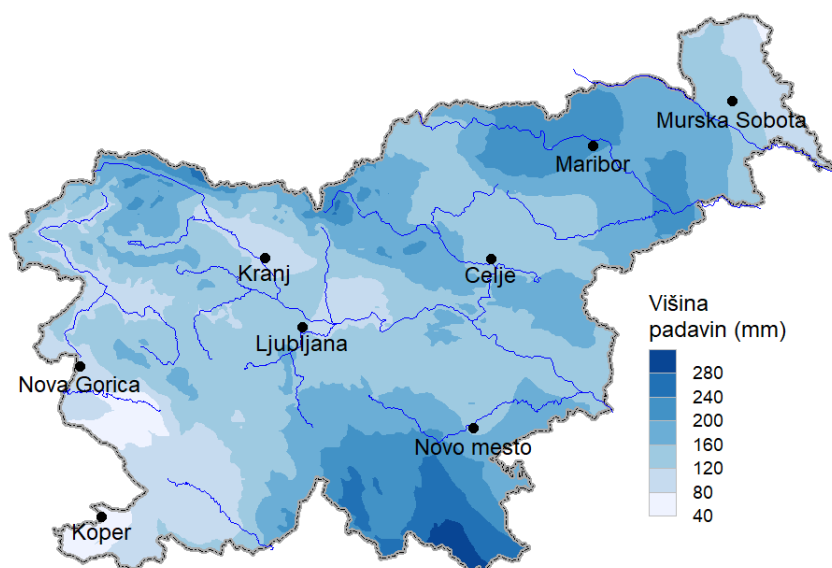 Murska Sobota
Maribor
Kranj
Celje
Višina
padavin (mm)
Ljubljana
280
Nova Gorica
240
200
160
Novo mesto
120
80
Koper
40